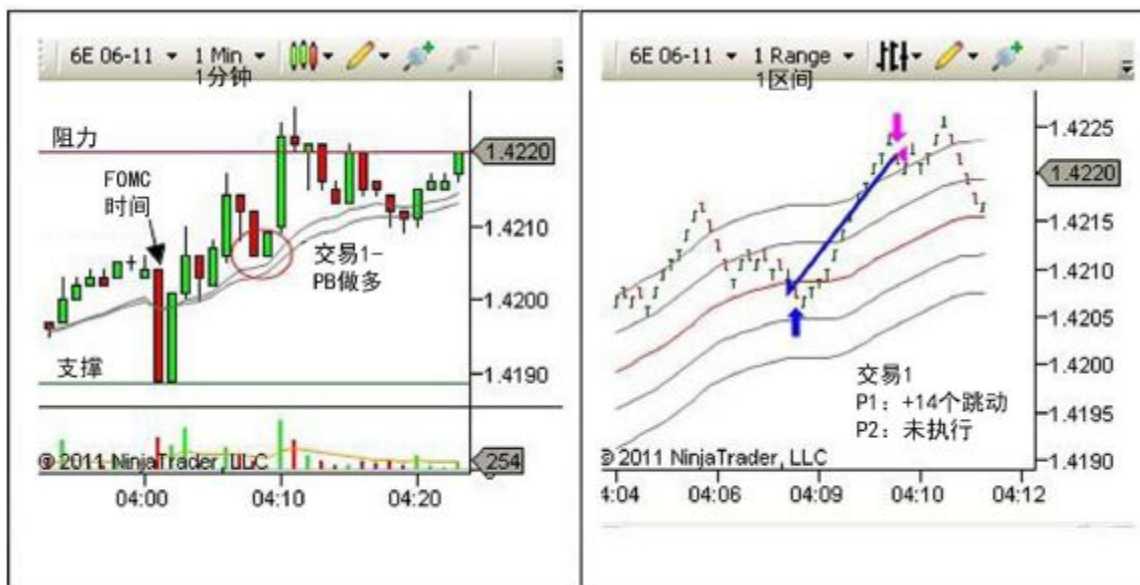 6E 06-11
1 Min
1分钟
阻力
FOMC
时间
交易1-
PB做多
支撑
1.4220
1.4210
1.4200
1.4190
© 2011 NinjaTrader, LLC
254
04:00
04:10
04:20
6E 06-11
1 Range
1区间
1.4225
1.4220
1.4215
1.4210
1.4205
1.4200
1.4195
1.4190
交易1
P1: +14个跳动
P2: 未执行
© 2011 NinjaTrader, LLC
4:04
04:06
04:09
04:10
04:12